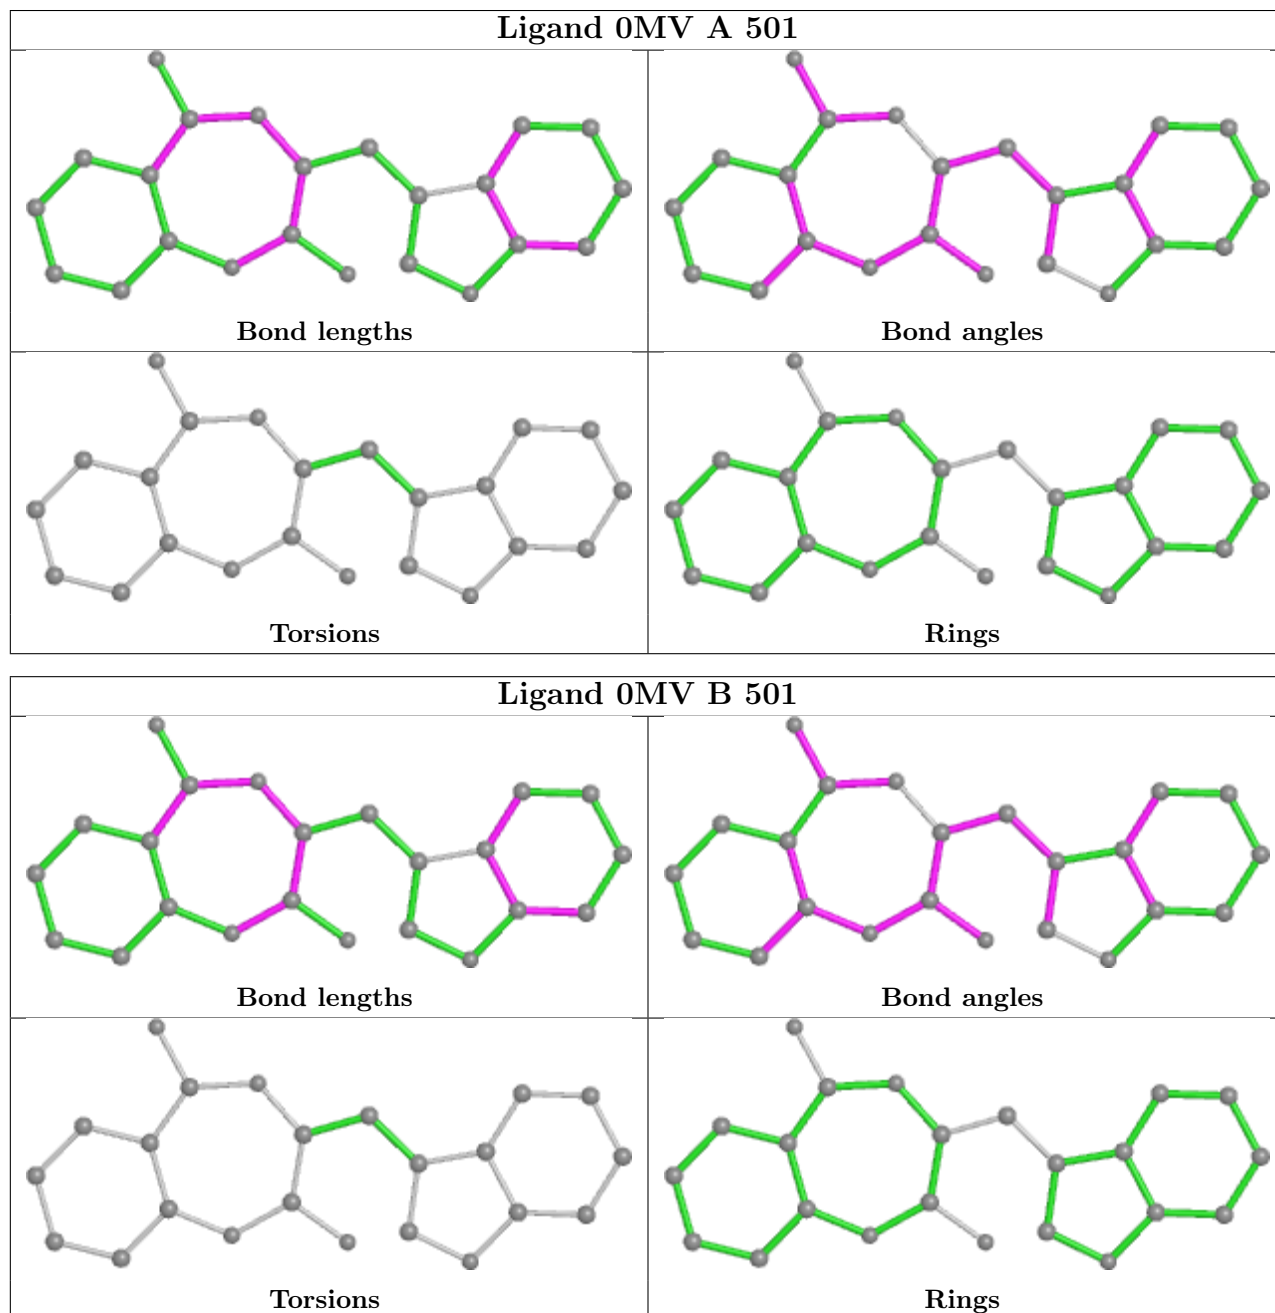 Ligand 0MV A 501
Bond lengths
Bond angles
Torsions
Rings
Ligand 0MV B 501
Bond lengths
Bond angles
Torsions
Rings